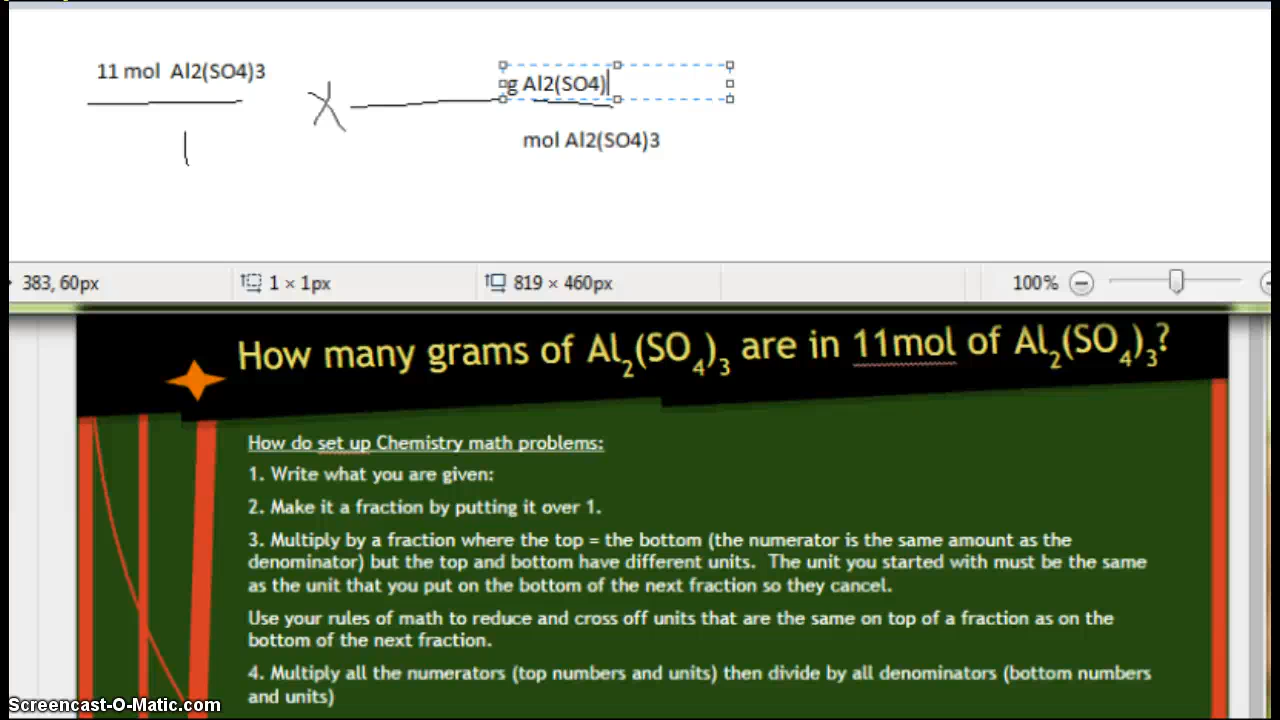 11 mol Al2(SO4)3
g Al2(SO4)
X
1
mol Al2(SO4)3
383, 60px
1 × 1px
819 × 460px
100%
How many grams of Al2(SO4)3 are in 11mol of Al2(SO4)3?
How do set up Chemistry math problems:
1. Write what you are given:
2. Make it a fraction by putting it over 1.
3. Multiply by a fraction where the top = the bottom (the numerator is the same amount as the
denominator) but the top and bottom have different units. The unit you started with must be the same
as the unit that you put on the bottom of the next fraction so they cancel.
Use your rules of math to reduce and cross off units that are the same on top of a fraction as on the
bottom of the next fraction.
4. Multiply all the numerators (top numbers and units) then divide by all denominators (bottom numbers
and units)
Screencast-O-Matic.com